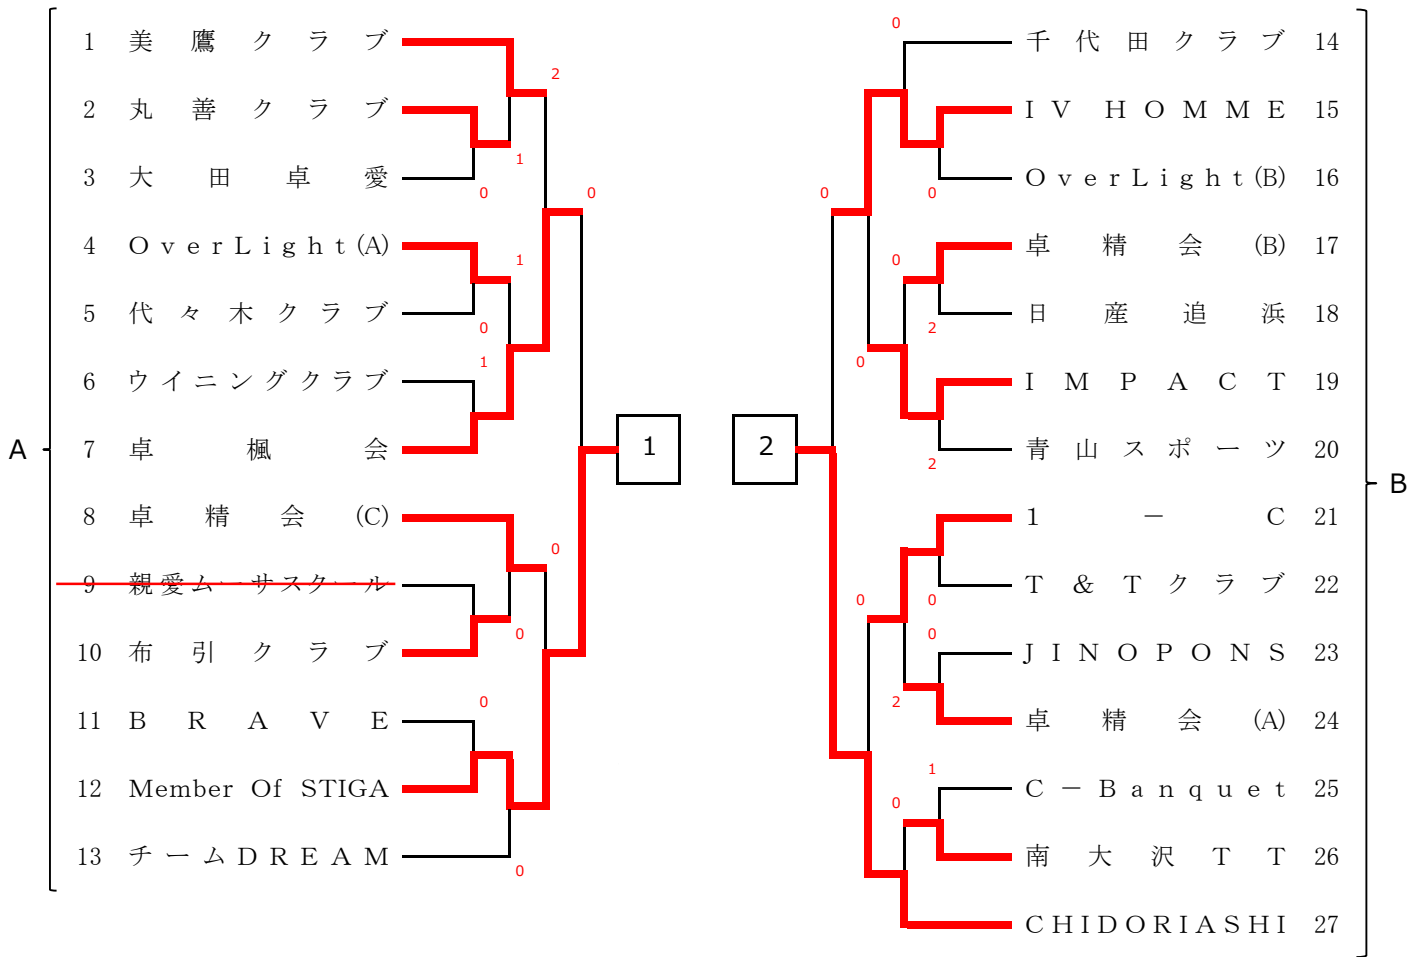 1 美鷹クラブ
2 丸善クラブ
3 大田卓愛
4 OverLight(A)
5 代々木クラブ
6 ウイニングクラブ
7 卓楓会
8 卓精会(C)
9 親愛ムーサスクール
10 布引クラブ
11 BRAVE
12 Member Of STIGA
13 チームDREAM
A
2
1
0
0
1
0
1
0
0
0
0
1
2
0
0
0
0
2
0
0
2
0
0
0
2
1
0
千代田クラブ 14
IV HOMME 15
OverLight(B) 16
卓精会(B) 17
日産追浜 18
IMPACT 19
青山スポーツ 20
1－C 21
T&Tクラブ 22
JINOPONS 23
卓精会(A) 24
C－Banquet 25
南大沢TT 26
CHIDORIASHI 27
B